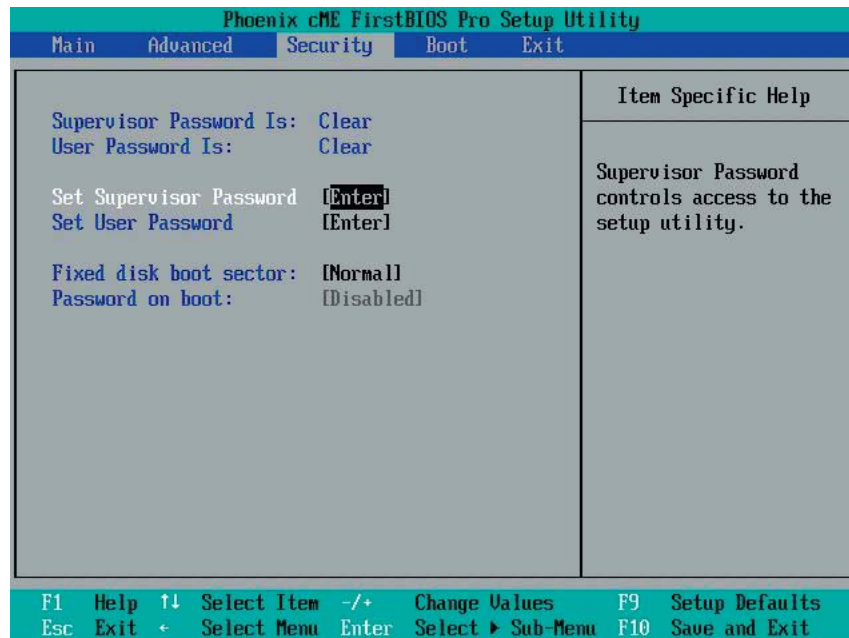 Phoenix cME FirstBIOS Pro Setup Utility
Main Advanced Security Boot Exit
Item Specific Help
Supervisor Password Is: Clear
User Password Is: Clear
Supervisor Password
controls access to the
setup utility.
Set Supervisor Password [Enter]
Set User Password [Enter]
Fixed disk boot sector: [Normal]
Password on boot: [Disabled]
F1 Help ↑↓ Select Item -/+ Change Values F9 Setup Defaults
Esc Exit ← Select Menu Enter Select ▶ Sub-Menu F10 Save and Exit